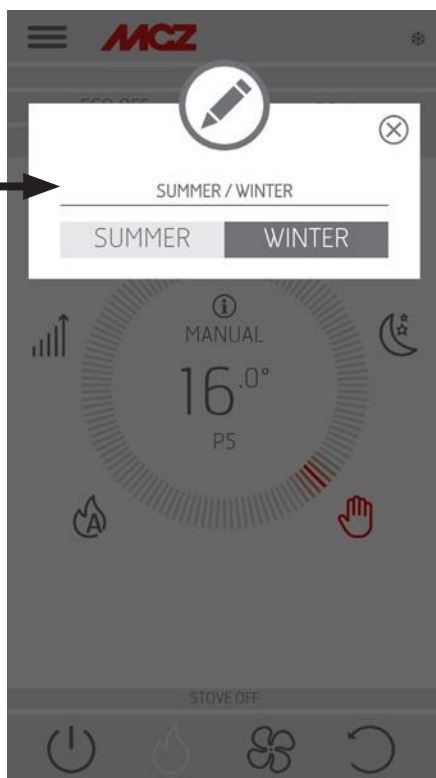 MCZ
SUMMER / WINTER
SUMMER WINTER
i
MANUAL
16.0°
P5
A
STOVE OFF